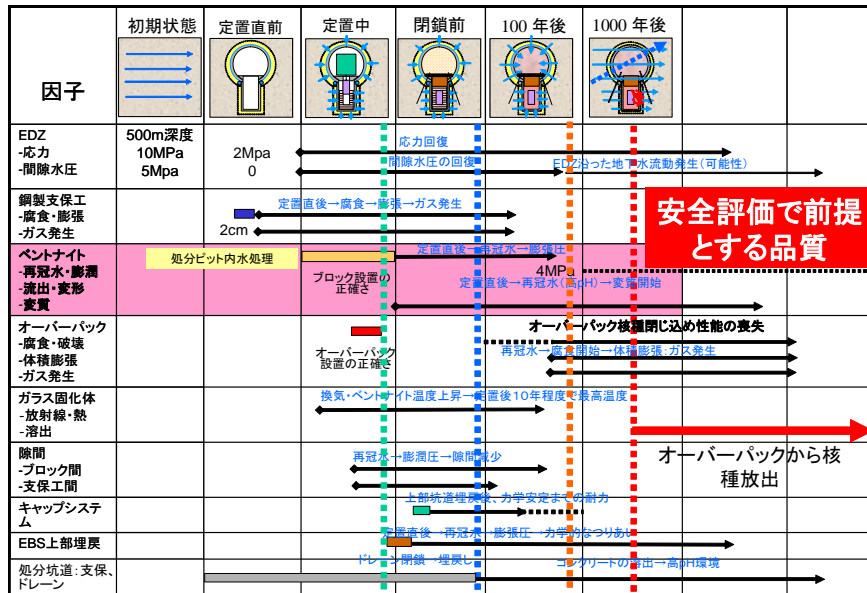 因子
初期状態
定置直前
定置中
閉鎖前
100 年後
1000 年後
EDZ
-応力
-間隙水圧
500m深度
10MPa
5Mpa
2Mpa
0
応力回復
間隙水圧の回復
EDZ沿った地下水流動発生(可能性)
鋼製支保工
-腐食・膨張
-ガス発生
2cm
定置直後→腐食→膨張→ガス発生
安全評価で前提
とする品質
ベントナイト
-再冠水・膨潤
-流出・変形
-変質
処分ピット内水処理
ブロック設置の
正確さ
定置直後→再冠水→膨張圧
4MPa
定置直後→再冠水(高pH)→変質開始
オーバーパック
-腐食・破壊
-体積膨張
-ガス発生
オーバーパック
設置の正確さ
オーバーパック核種閉じ込め性能の喪失
再冠水→腐食開始→体積膨張:ガス発生
ガラス固化体
-放射線・熱
-溶出
換気・ベントナイト温度上昇→定置後10年程度で最高温度
オーバーパックから核
種放出
隙間
-ブロック間
-支保工間
再冠水→膨潤圧→隙間減少
キャップシステ
ム
上部坑道埋戻後、力学安定までの耐力
EBS上部埋戻
定置直後→再冠水→膨張圧→力学的なつりあい
処分坑道:支保、
ドレーン
ドレーン閉鎖→埋戻し
コンクリートの溶出→高pH環境